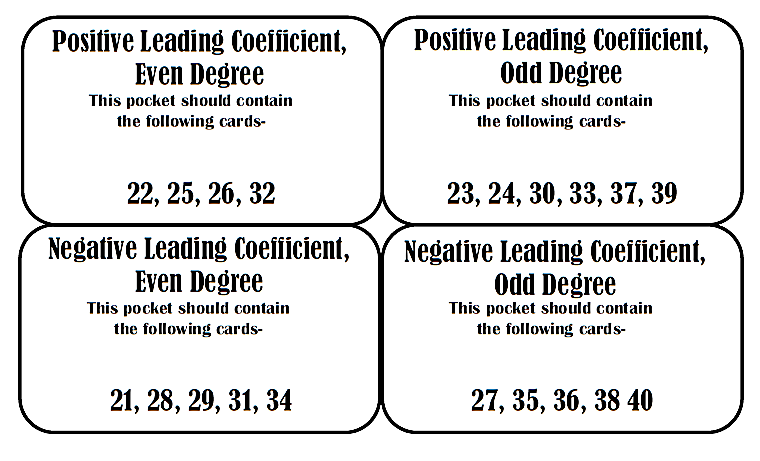 Positive Leading Coefficient,
Even Degree
This pocket should contain
the following cards-
22, 25, 26, 32
Positive Leading Coefficient,
Odd Degree
This pocket should contain
the following cards-
23, 24, 30, 33, 37, 39
Negative Leading Coefficient,
Even Degree
This pocket should contain
the following cards-
21, 28, 29, 31, 34
Negative Leading Coefficient,
Odd Degree
This pocket should contain
the following cards-
27, 35, 36, 38 40